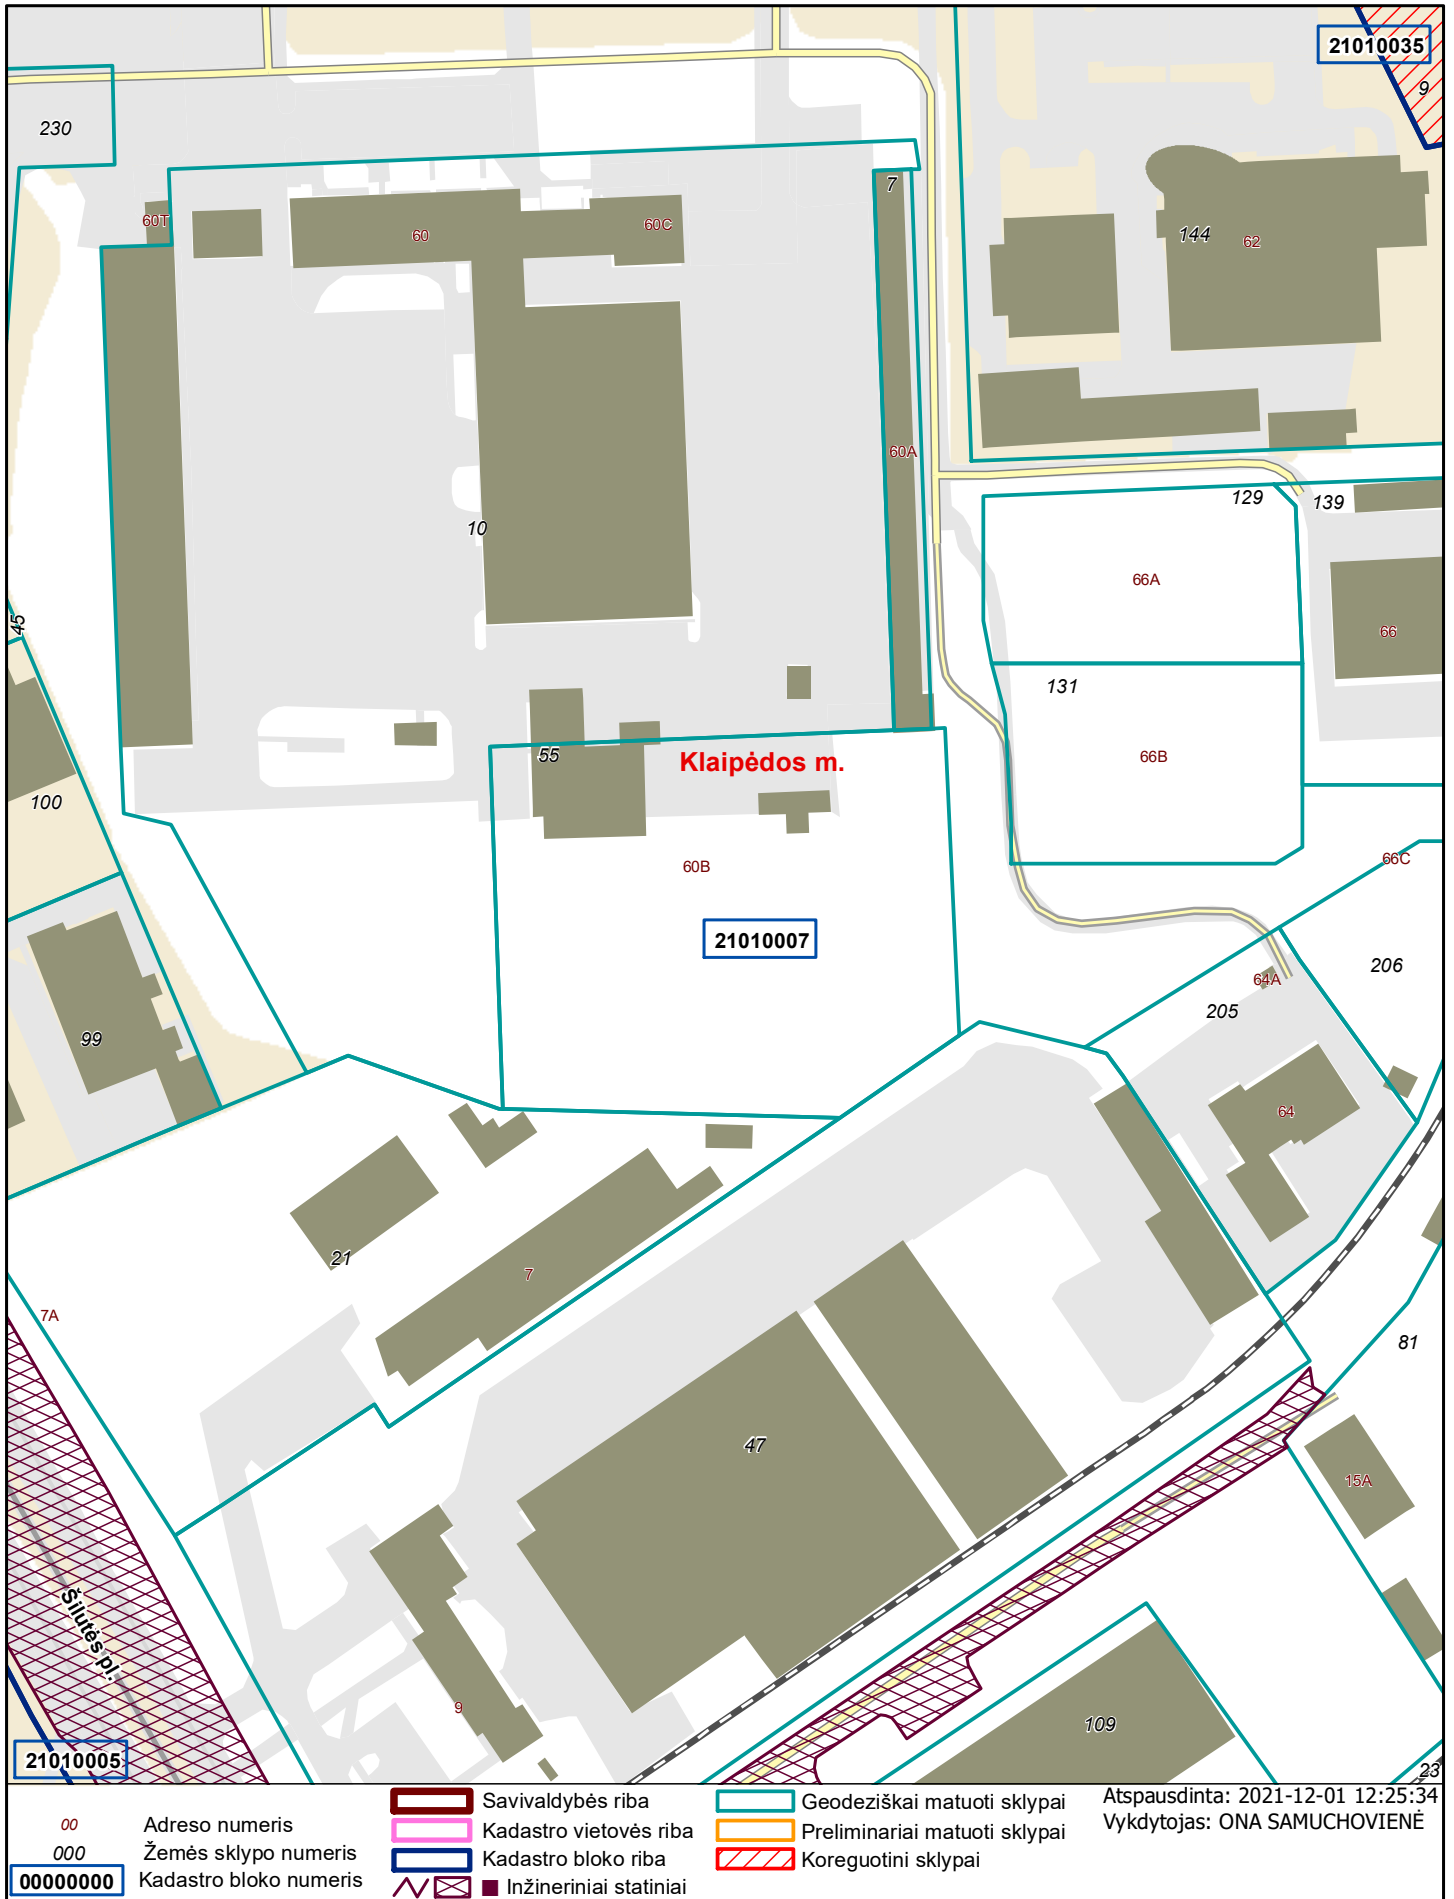 21010035
9
230
7
60T
60
60C
144
62
60A
10
129
139
66A
45
66
131
55
Klaipėdos m.
66B
100
60B
66C
21010007
206
64A
205
99
64
21
7
7A
81
47
15A
Šilutės pl.
9
109
21010005
23
00 Adreso numeris
000 Žemės sklypo numeris
00000000 Kadastro bloko numeris
Savivaldybės riba
Kadastro vietovės riba
Kadastro bloko riba
Inžineriniai statiniai
Geodeziškai matuoti sklypai
Preliminariai matuoti sklypai
Koreguotini sklypai
Atspausdinta: 2021-12-01 12:25:34
Vykdytojas: ONA SAMUCHOVIENĖ